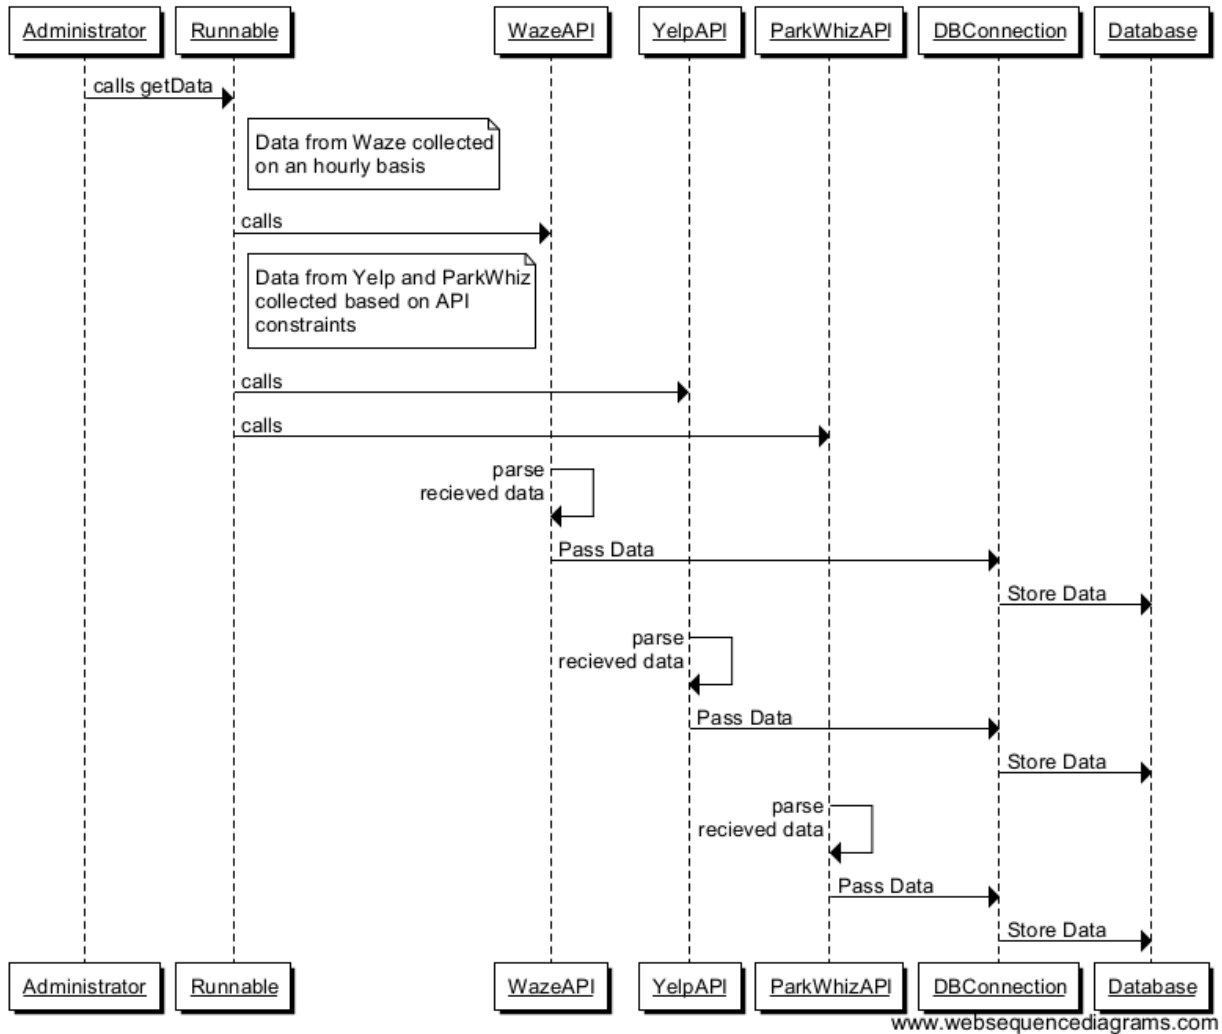 Administrator
Runnable
WazeAPI
YelpAPI
ParkWhizAPI
DBConnection
Database
calls getData
Data from Waze collected
on an hourly basis
calls
Data from Yelp and ParkWhiz
collected based on API
constraints
calls
calls
parse
recieved data
Pass Data
Store Data
parse
recieved data
Pass Data
Store Data
parse
recieved data
Pass Data
Store Data
Administrator
Runnable
WazeAPI
YelpAPI
ParkWhizAPI
DBConnection
Database
www.websequencediagrams.com